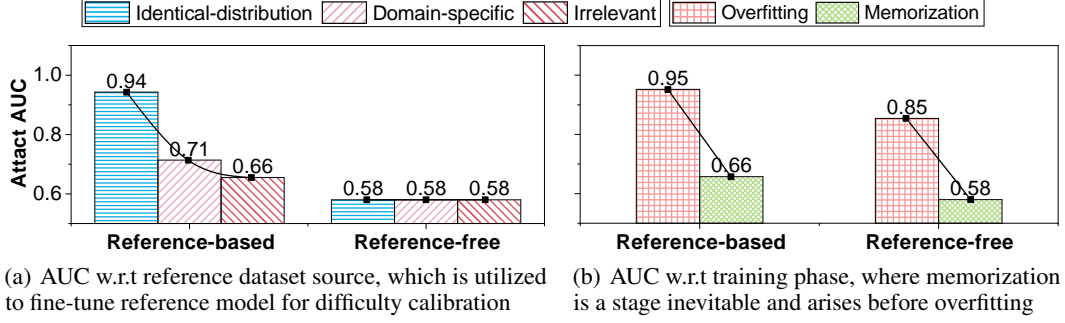 Identical-distribution Domain-specific Irrelevant Overfitting Memorization
Attact AUC
1.0
0.8
0.6
0.94
0.71
0.66
0.58 0.58 0.58
Reference-based Reference-free
0.95
0.66
0.85
0.58
Reference-based Reference-free
(a) AUC w.r.t reference dataset source, which is utilized
to fine-tune reference model for difficulty calibration
(b) AUC w.r.t training phase, where memorization
is a stage inevitable and arises before overfitting